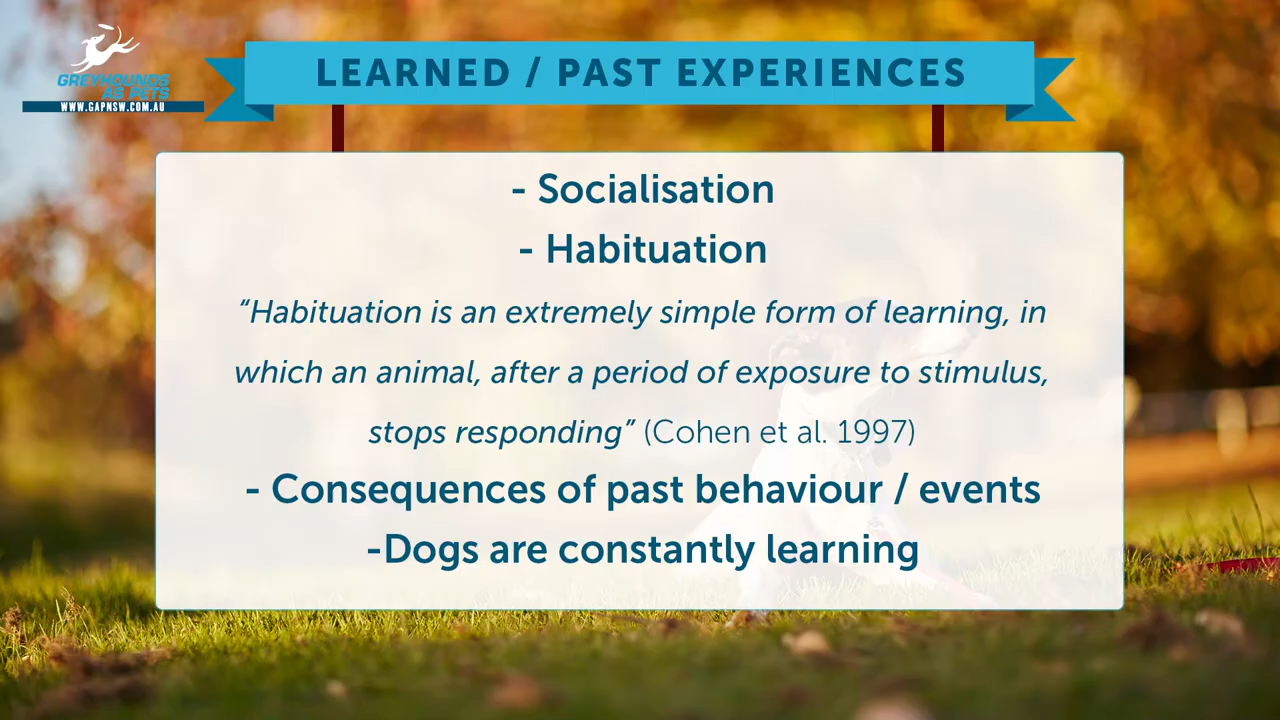 GREYHOUNDS
AS PETS
WWW.GAPNSW.COM.AU
LEARNED / PAST EXPERIENCES
- Socialisation
- Habituation
“Habituation is an extremely simple form of learning, in
which an animal, after a period of exposure to stimulus,
stops responding” (Cohen et al. 1997)
- Consequences of past behaviour / events
-Dogs are constantly learning